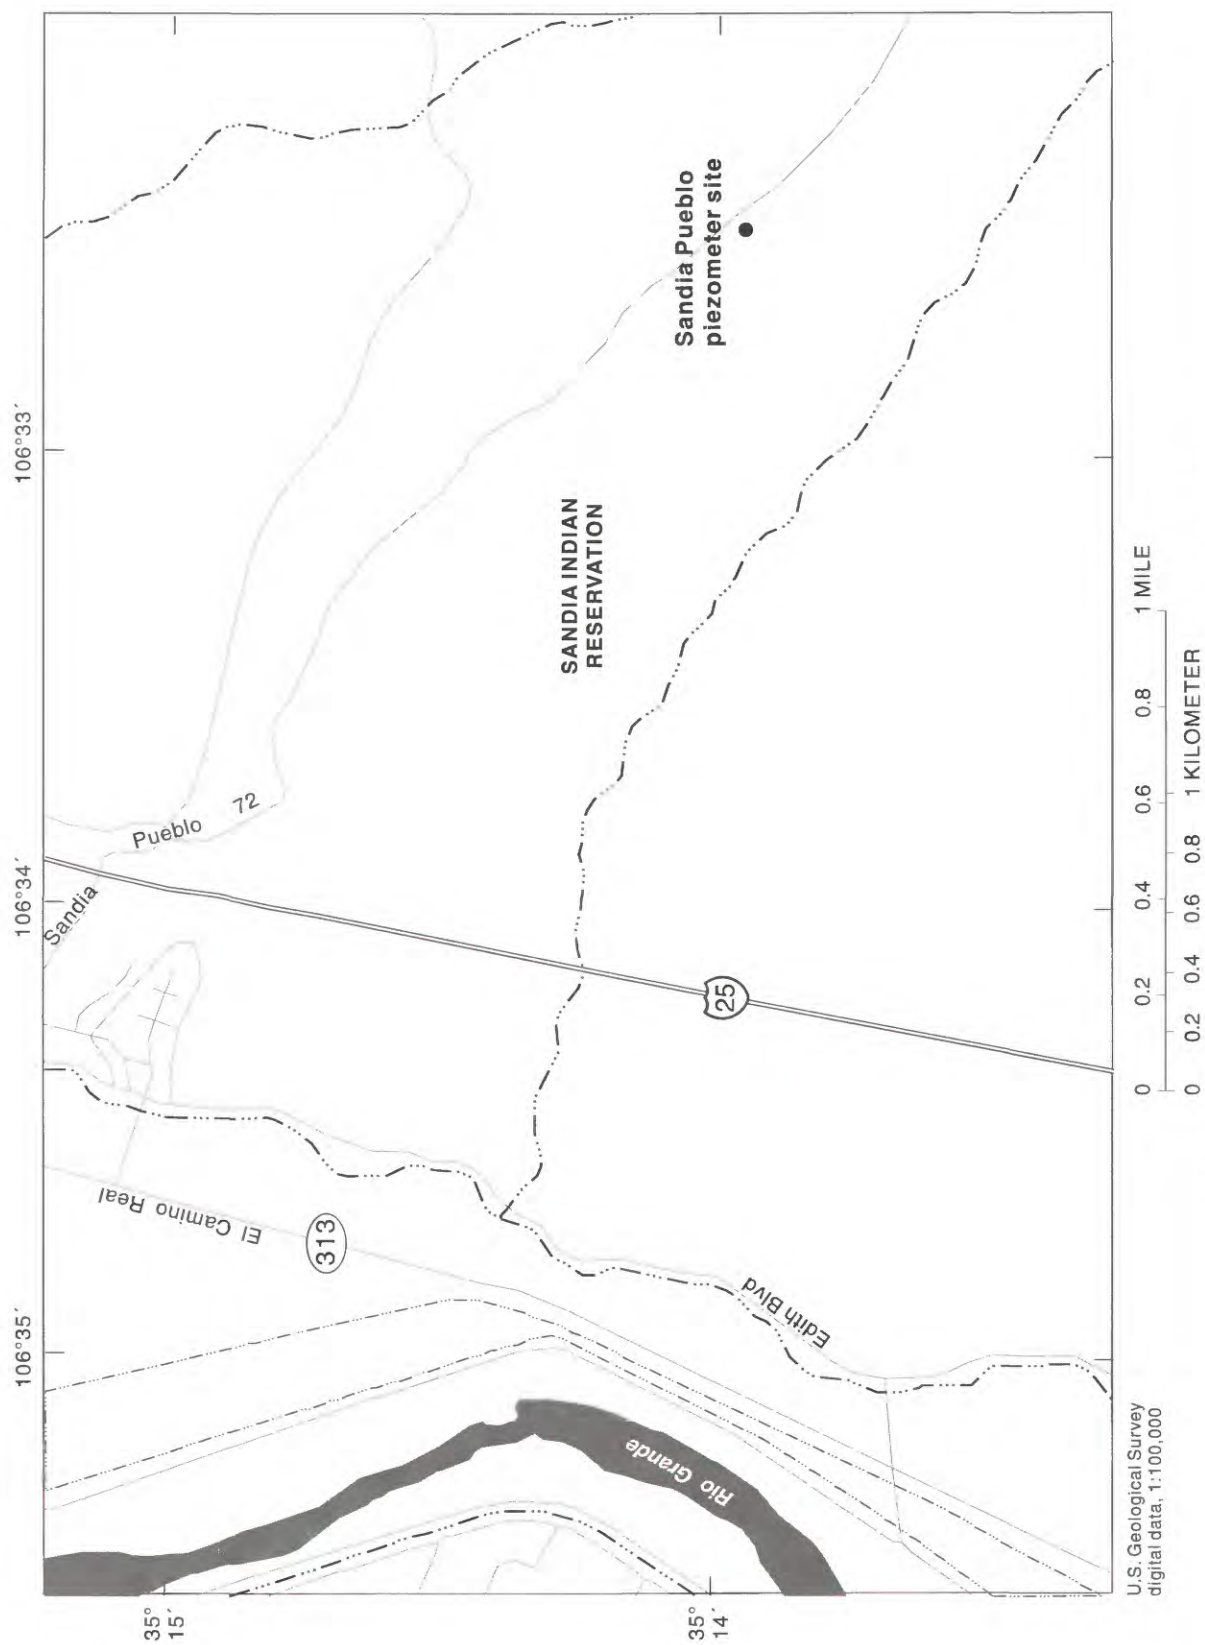 106°35´
106°34´
106°33´
35°
15´
35°
14´
Sandia
Pueblo
72
El Camino Real
313
25
SANDIA INDIAN
RESERVATION
Sandia Pueblo
piezometer site
Edith Blvd
Rio Grande
U.S. Geological Survey
digital data, 1:100,000
0 0.2 0.4 0.6 0.8 1 MILE
0 0.2 0.4 0.6 0.8 1 KILOMETER